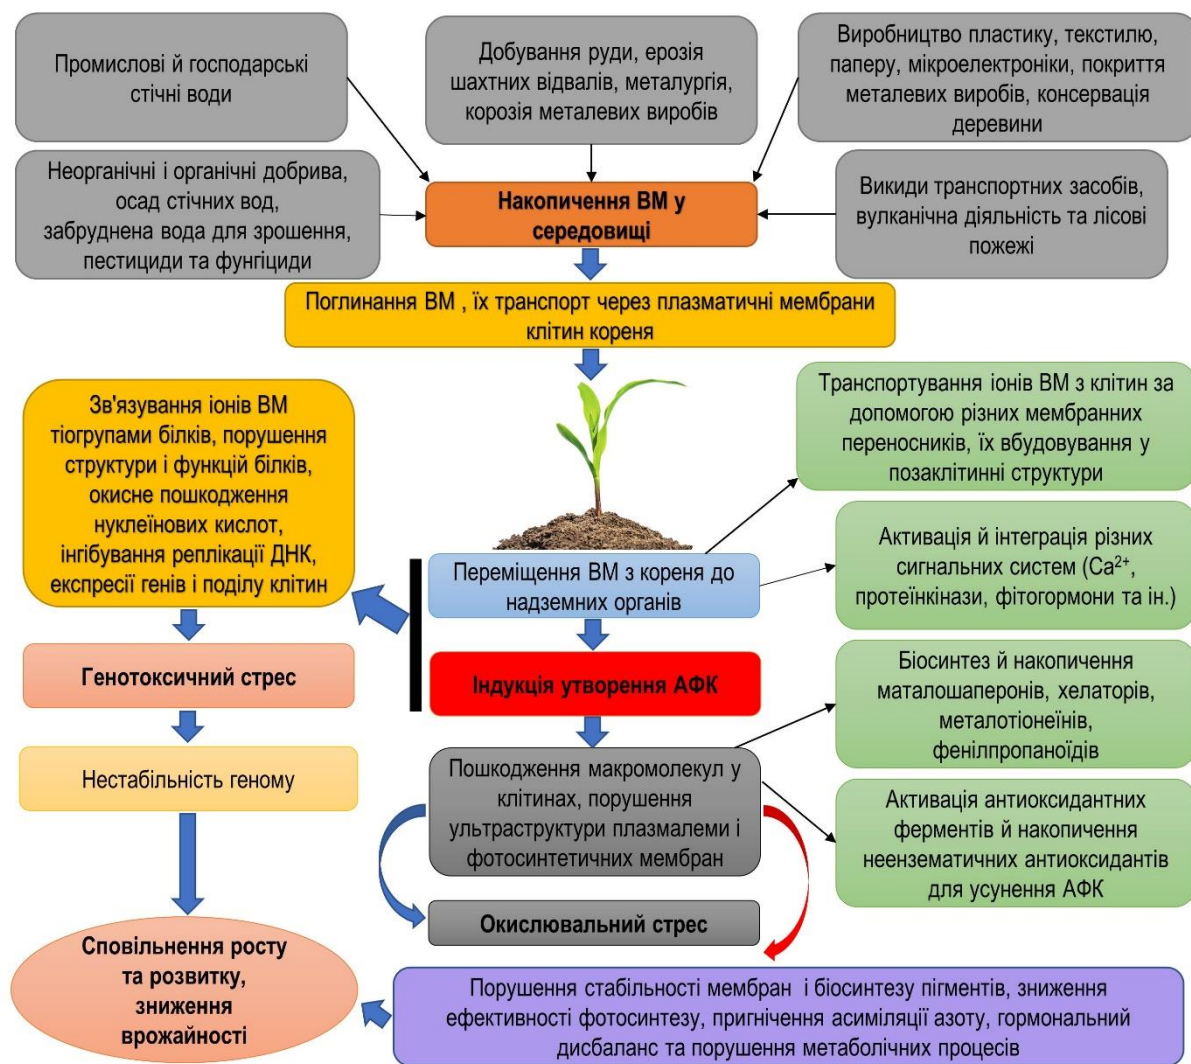 Промислові й господарські
стічні води
Добування руди, ерозія
шахтних відвалів, металургія,
корозія металевих виробів
Виробництво пластику, текстилю,
паперу, мікроелектроніки, покриття
металевих виробів, консервація
деревини
Неорганічні і органічні добрива,
осад стічних вод,
забруднена вода для зрошення,
пестициди та фунгіциди
Накопичення ВМ у
середовищі
Викиди транспортних засобів,
вулканічна діяльність та лісові
пожежі
Поглинання ВМ , їх транспорт через плазматичні мембрани
клітин кореня
Зв'язування іонів ВМ
тіогрупами білків, порушення
структури і функцій білків,
окисне пошкодження
нуклеїнових кислот,
інгібування реплікації ДНК,
експресії генів і поділу клітин
Транспортування іонів ВМ з клітин за
допомогою різних мембранних
переносників, їх вбудовування у
позаклітинні структури
Переміщення ВМ з кореня до
надземних органів
Активація й інтеграція різних
сигнальних систем (Ca²⁺,
протеїнкінази, фітогормони та ін.)
Генотоксичний стрес
Індукція утворення АФК
Біосинтез й накопичення
маталошаперонів, хелаторів,
металотіонеїнів,
фенілпропаноїдів
Нестабільність геному
Пошкодження макромолекул у
клітинах, порушення
ультраструктури плазмалеми і
фотосинтетичних мембран
Активація антиоксидантних
ферментів й накопичення
неензематичних антиоксидантів
для усунення АФК
Окислювальний стрес
Сповільнення росту
та розвитку,
зниження
врожайності
Порушення стабільності мембран  і біосинтезу пігментів, зниження
ефективності фотосинтезу, пригнічення асиміляції азоту, гормональний
дисбаланс та порушення метаболічних процесів